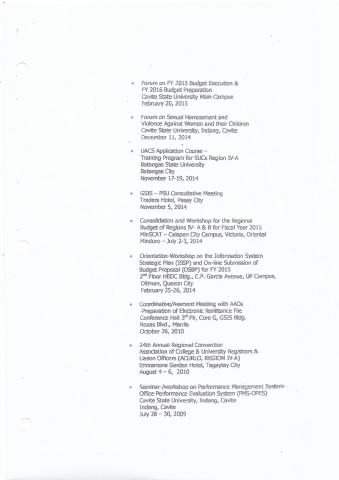 • Forum on FY 2015 Budget Execution &
FY 2016 Budget Preparation
Cavite State University Main Campus
February 20, 2015
• Forum on Sexual Harrasment and
Violence Against Women and their Children
Cavite State University, Indang, Cavite
December 11, 2014
• UACS Application Course –
Training Program for SUCs Region IV-A
Batangas State University
Batangas City
November 17-19, 2014
• GSIS – PSU Consultative Meeting
Traders Hotel, Pasay City
November 5, 2014
• Consolidation and Workshop for the Regional
Budget of Regions IV- A & B for Fiscal Year 2015
MinSCAT – Calapan City Campus, Victoria, Oriental
Mindoro – July 2-3, 2014
• Orientation-Workshop on the Information System
Strategic Plan (ISSP) and On-line Submission of
Budget Proposal (OSBP) for FY 2015
2nd Floor HEDC Bldg., C.P. Garcia Avenue, UP Campus,
Diliman, Quezon City
February 25-26, 2014
• Coordinative/ Meeting with AAOs
-Preparation of Electronic Remittance File
Conference Hall 3rd Flr, Core G, GSIS Bldg.
Roxas Blvd., Manila
October 26, 2010
• 24th Annual Regional Convention
Association of College & University Registrars &
Liaison Officers (ACURLO, REGION IV-A)
Emiramona Garden Hotel, Tagaytay City
August 4 – 6, 2010
• Seminar-/workshop on Performance Management System-
Office Performance Evaluation System (PMS-OPES)
Cavite State University, Indang, Cavite
Indang, Cavite
July 28 – 30, 2009